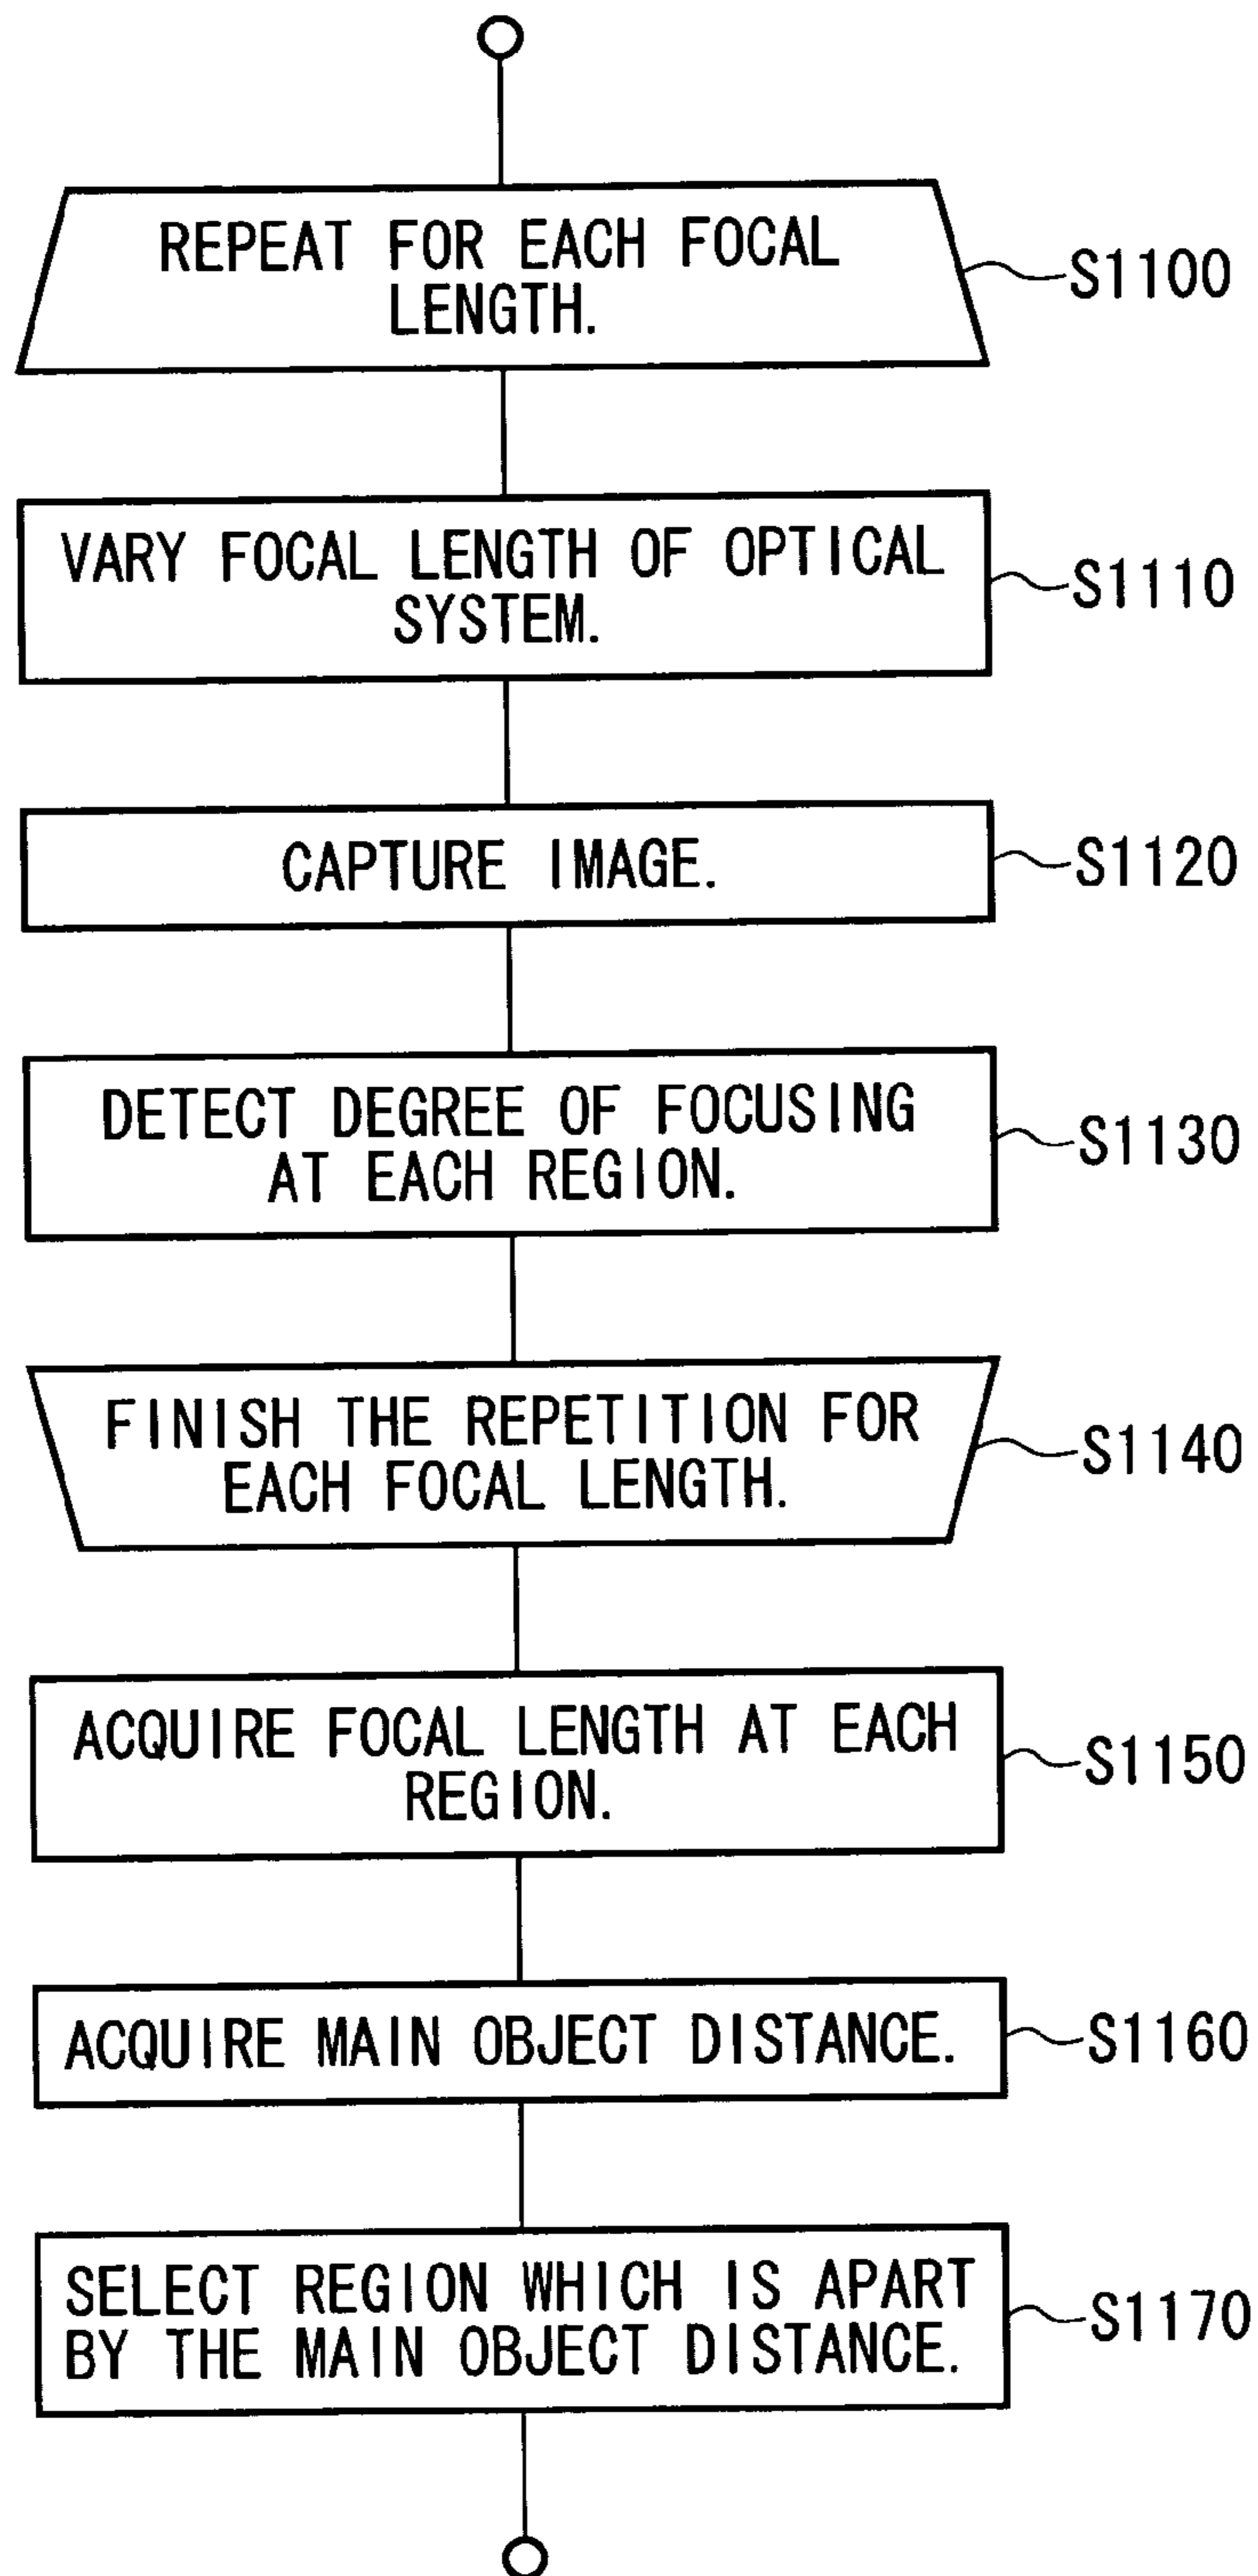 REPEAT FOR EACH FOCAL
LENGTH.
S1100
VARY FOCAL LENGTH OF OPTICAL
SYSTEM.
S1110
CAPTURE IMAGE.
S1120
DETECT DEGREE OF FOCUSING
AT EACH REGION.
S1130
FINISH THE REPETITION FOR
EACH FOCAL LENGTH.
S1140
ACQUIRE FOCAL LENGTH AT EACH
REGION.
S1150
ACQUIRE MAIN OBJECT DISTANCE.
S1160
SELECT REGION WHICH IS APART
BY THE MAIN OBJECT DISTANCE.
S1170